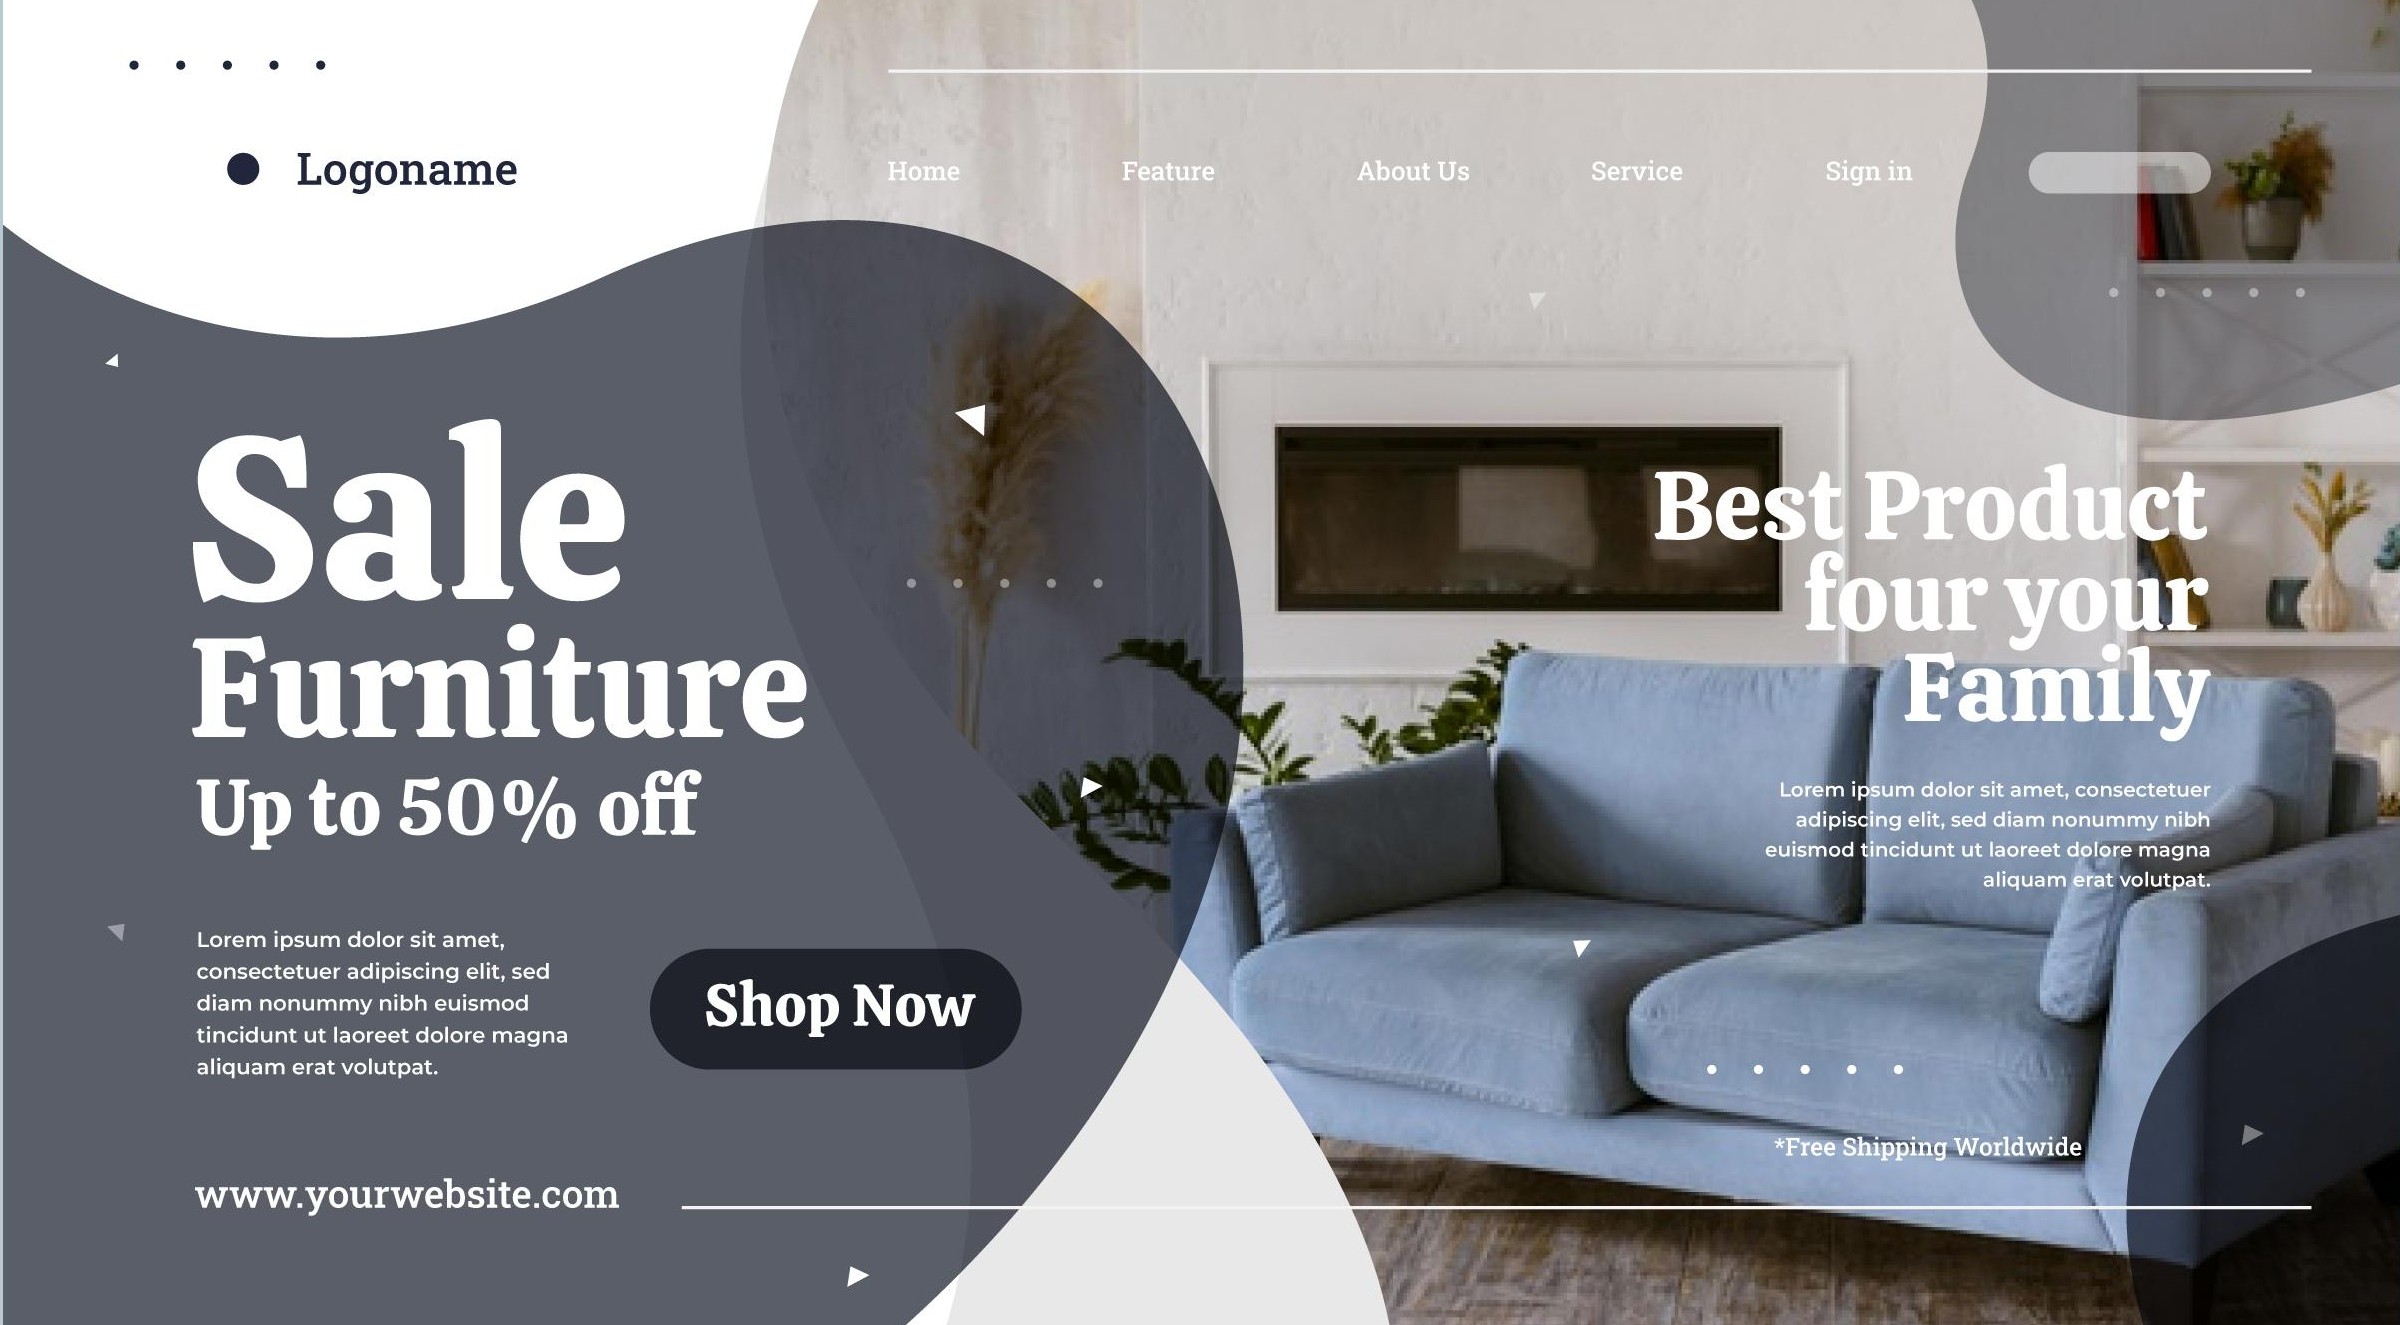 Logoname
Home Feature About Us Service Sign in
Sale
Furniture
Up to 50% off
Lorem ipsum dolor sit amet,
consectetuer adipiscing elit, sed
diam nonummy nibh euismod
tincidunt ut laoreet dolore magna
aliquam erat volutpat.
Shop Now
www.yourwebsite.com
Best Product
four your
Family
Lorem ipsum dolor sit amet, consectetuer
adipiscing elit, sed diam nonummy nibh
euismod tincidunt ut laoreet dolore magna
aliquam erat volutpat.
*Free Shipping Worldwide